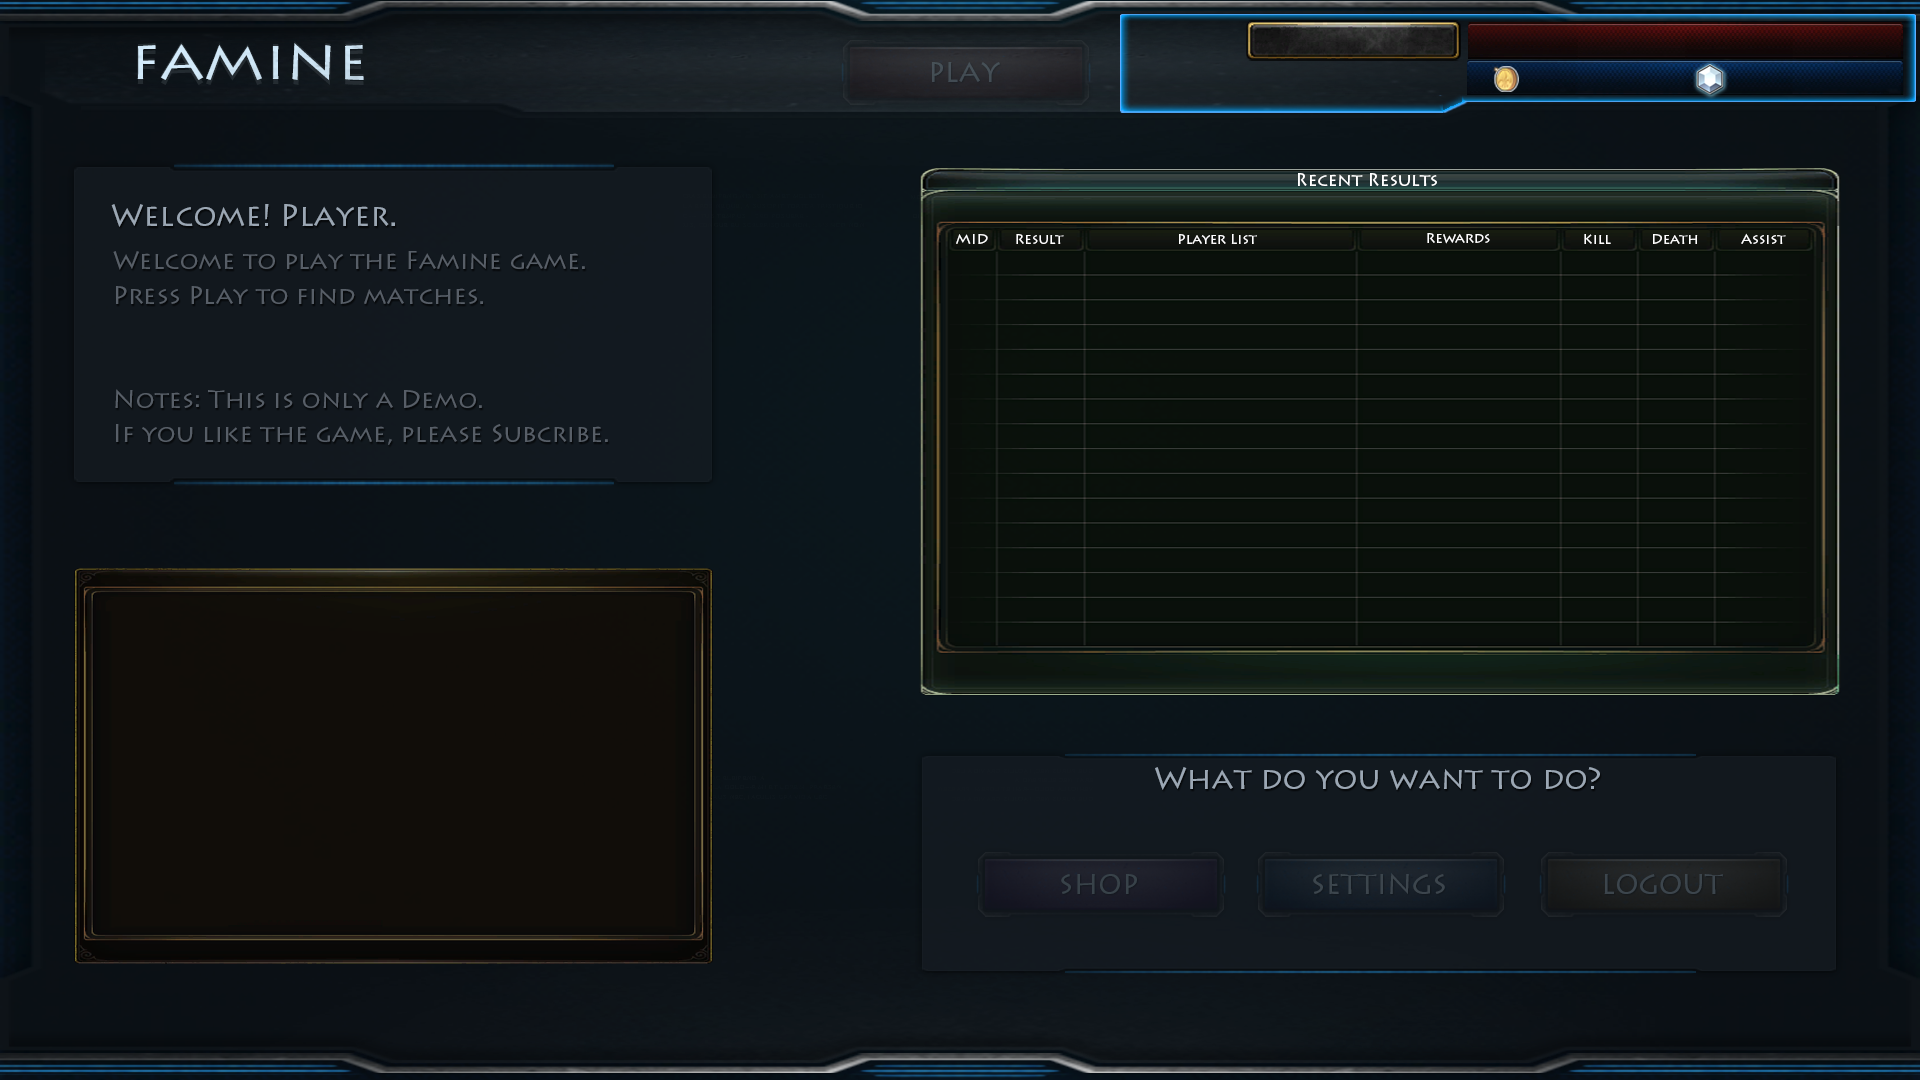 FAMINE
PLAY
WELCOME! PLAYER.
WELCOME TO PLAY THE FAMINE GAME.
PRESS PLAY TO FIND MATCHES.
NOTES: THIS IS ONLY A DEMO.
IF YOU LIKE THE GAME, PLEASE SUBCRIBE.
RECENT RESULTS
MID RESULT PLAYER LIST REWARDS KILL DEATH ASSIST
WHAT DO YOU WANT TO DO?
SHOP SETTINGS LOGOUT